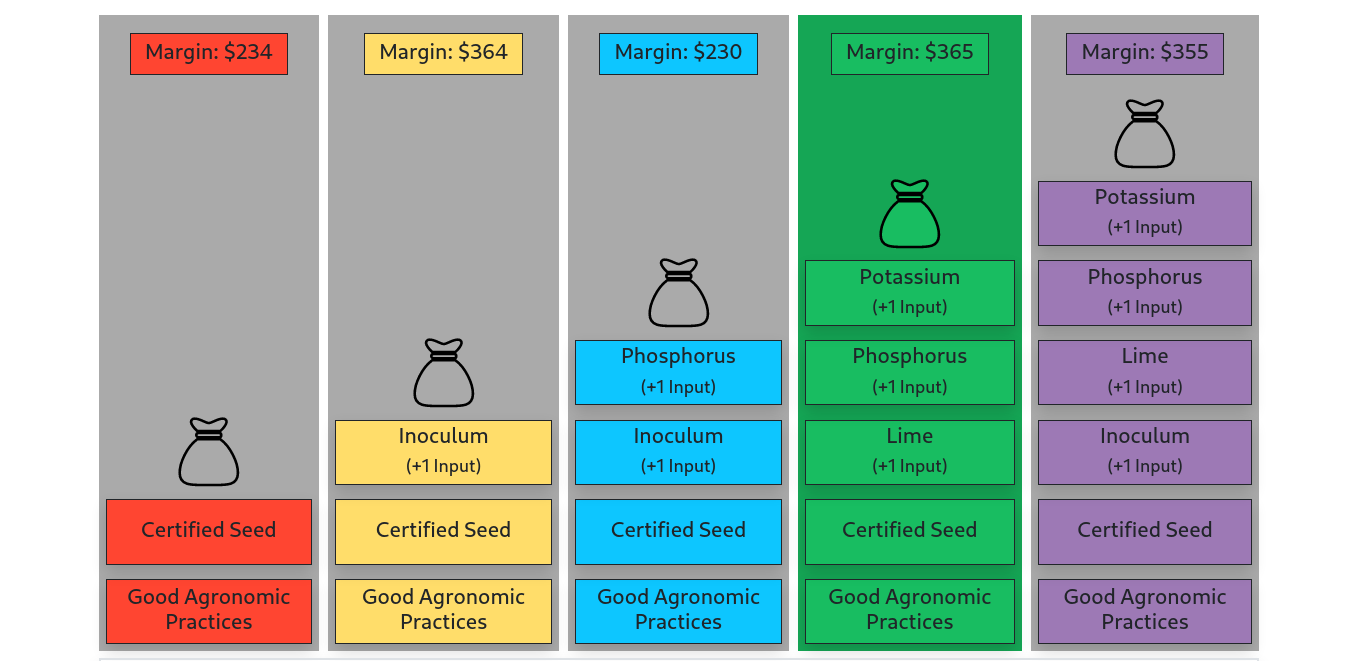 Margin: $234
Certified Seed
Good Agronomic
Practices
Margin: $364
Inoculum
(+1 Input)
Certified Seed
Good Agronomic
Practices
Margin: $230
Phosphorus
(+1 Input)
Inoculum
(+1 Input)
Certified Seed
Good Agronomic
Practices
Margin: $365
Potassium
(+1 Input)
Phosphorus
(+1 Input)
Lime
(+1 Input)
Certified Seed
Good Agronomic
Practices
Margin: $355
Potassium
(+1 Input)
Phosphorus
(+1 Input)
Lime
(+1 Input)
Inoculum
(+1 Input)
Certified Seed
Good Agronomic
Practices